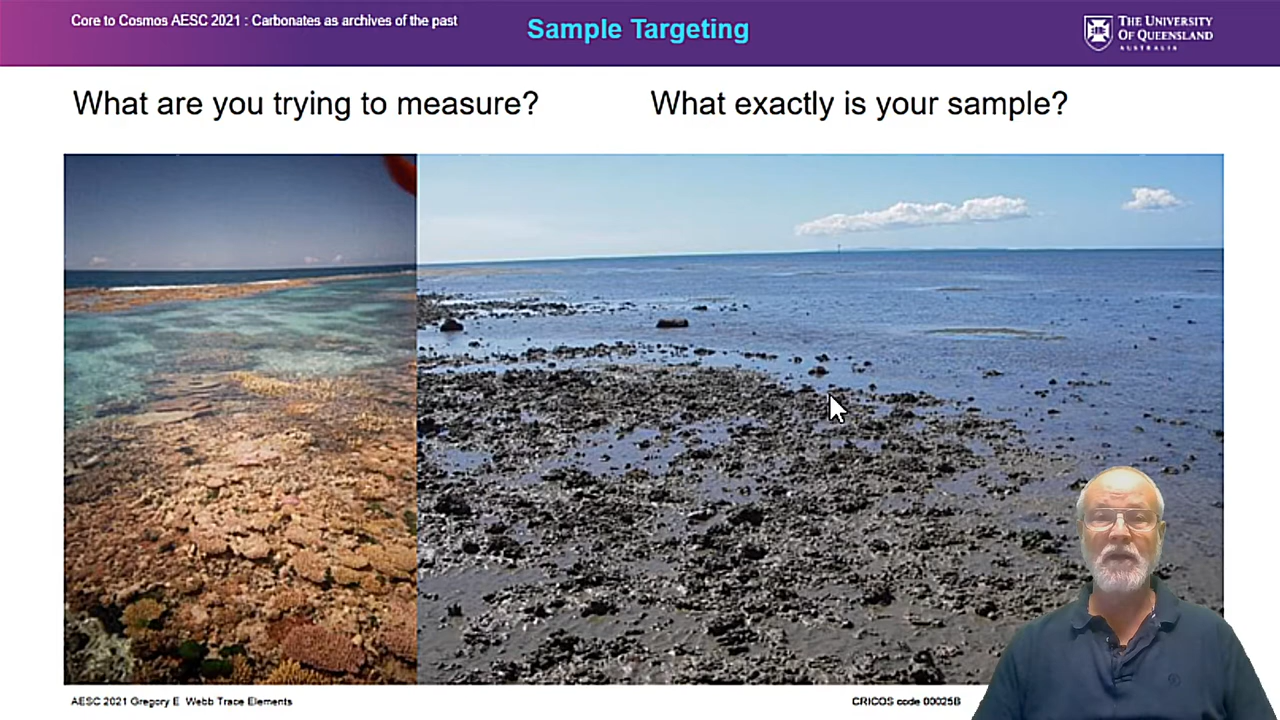 Core to Cosmos AESC 2021 : Carbonates as archives of the past
Sample Targeting
THE UNIVERSITY
OF QUEENSLAND
AUSTRALIA
What are you trying to measure?
What exactly is your sample?
AESC 2021 Gregory E Webb Trace Elements
CRICOS code 00025B